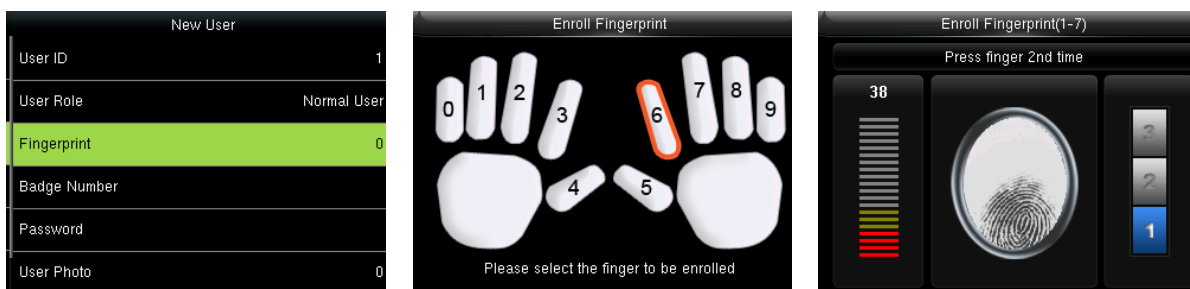 New User
User ID 1
User Role Normal User
Fingerprint 0
Badge Number
Password
User Photo 0
Enroll Fingerprint
0 1 2 3 4 5 6 7 8 9
Please select the finger to be enrolled
Enroll Fingerprint(1-7)
Press finger 2nd time
38
3
2
1